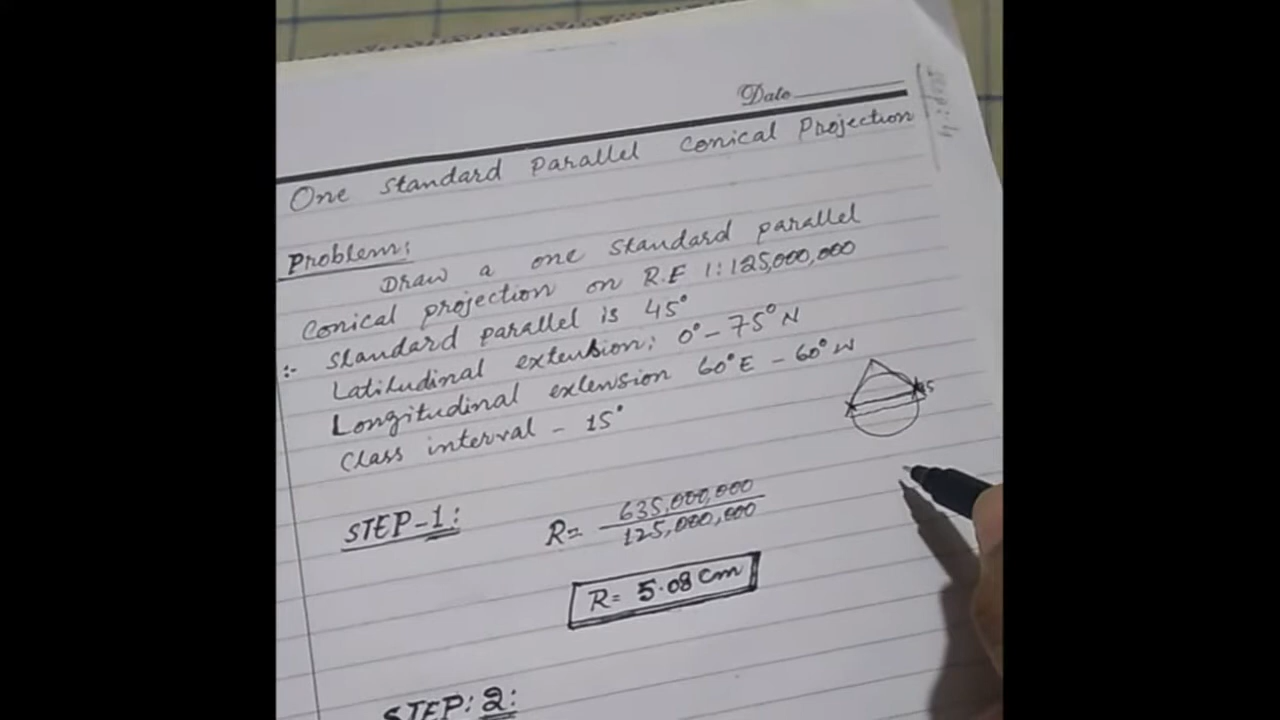 Date
One Standard Parallel Conical Projection
Problem:
Draw a one standard parallel
Conical projection on R.F 1:125,000,000
:- Standard parallel is 45°
Latitudinal extension: 0° - 75° N
Longitudinal extension 60°E - 60° W
Class interval - 15°
45
STEP-1: R= 635,000,000
125,000,000
R= 5.08 cm
STEP: 2: